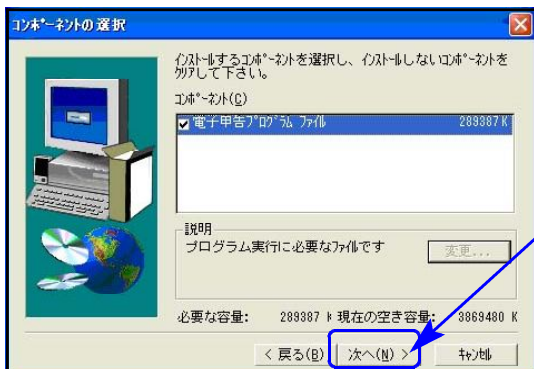 コンポーネントの選択
インストールするコンポーネントを選択し、インストールしないコンポーネントを
クリアして下さい。
コンポーネント(C)
電子申告プログラム ファイル 289387 K
説明
プログラム実行に必要なファイルです
変更...
必要な容量: 289387 K 現在の空き容量: 3869480 K
< 戻る(B) 次へ(N) > キャンセル